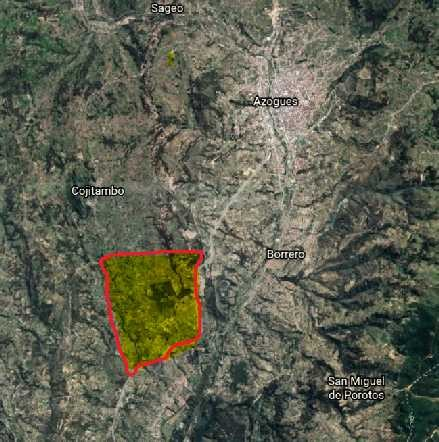 Sageo
Azogues
Cojitambo
Borrero
San Miguel
de Porotos